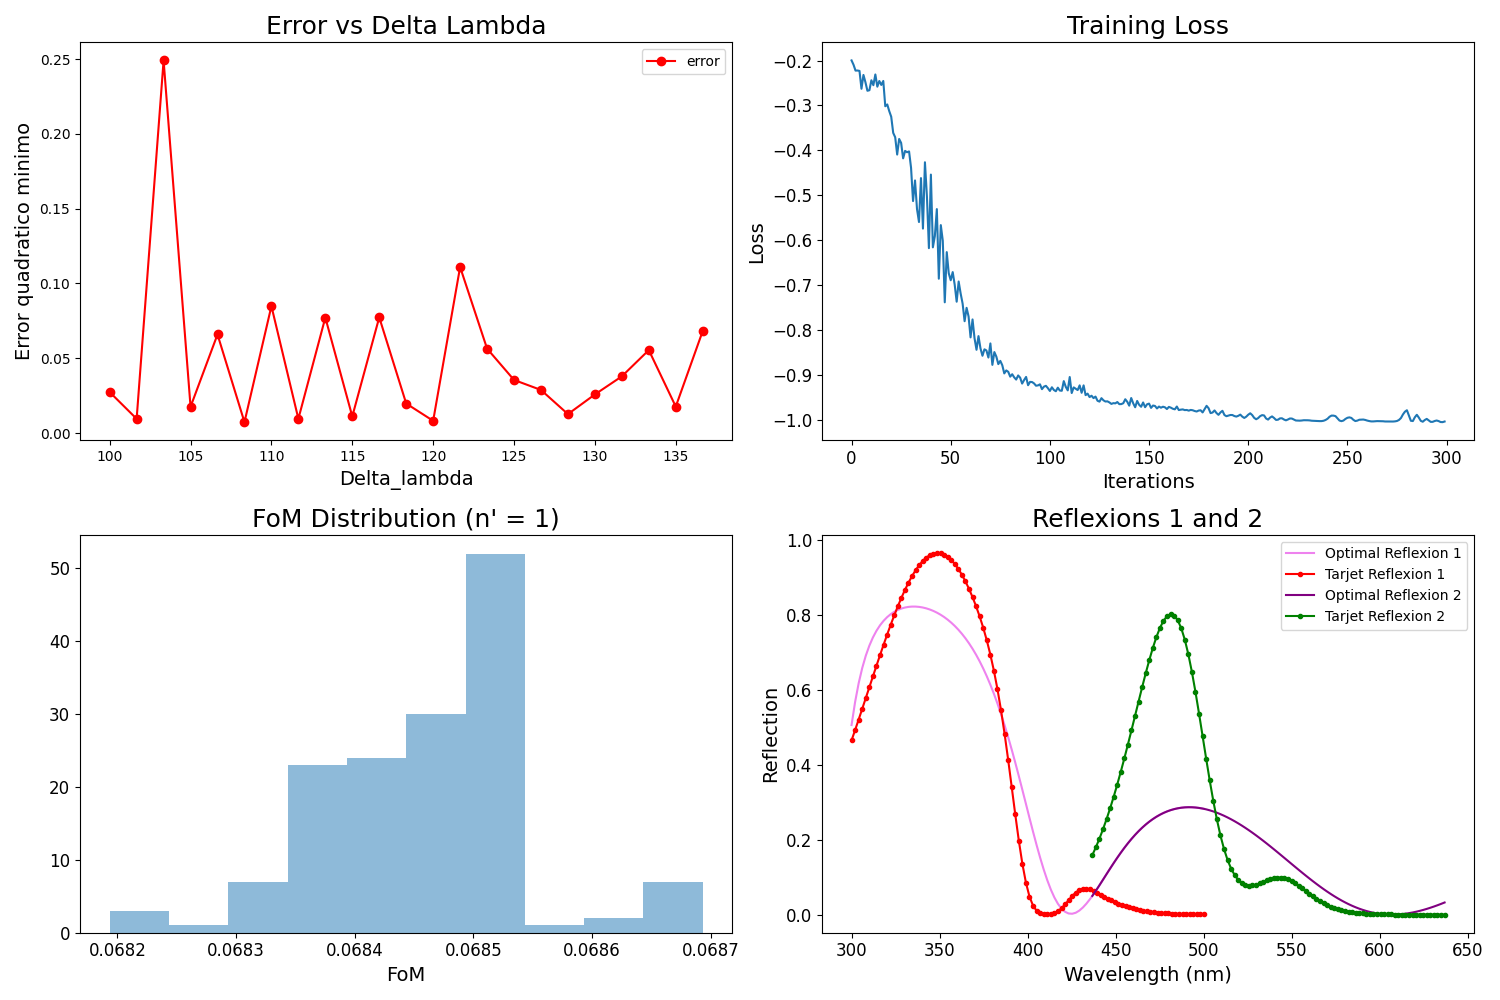 Error vs Delta Lambda
error
Error quadratico minimo
0.25
0.20
0.15
0.10
0.05
0.00
100 105 110 115 120 125 130 135
Delta_lambda
Training Loss
Loss
−0.2
−0.3
−0.4
−0.5
−0.6
−0.7
−0.8
−0.9
−1.0
0 50 100 150 200 250 300
Iterations
FoM Distribution (n' = 1)
50
40
30
20
10
0
0.0682 0.0683 0.0684 0.0685 0.0686 0.0687
FoM
Reflexions 1 and 2
Optimal Reflexion 1
Tarjet Reflexion 1
Optimal Reflexion 2
Tarjet Reflexion 2
Reflection
1.0
0.8
0.6
0.4
0.2
0.0
300 350 400 450 500 550 600 650
Wavelength (nm)